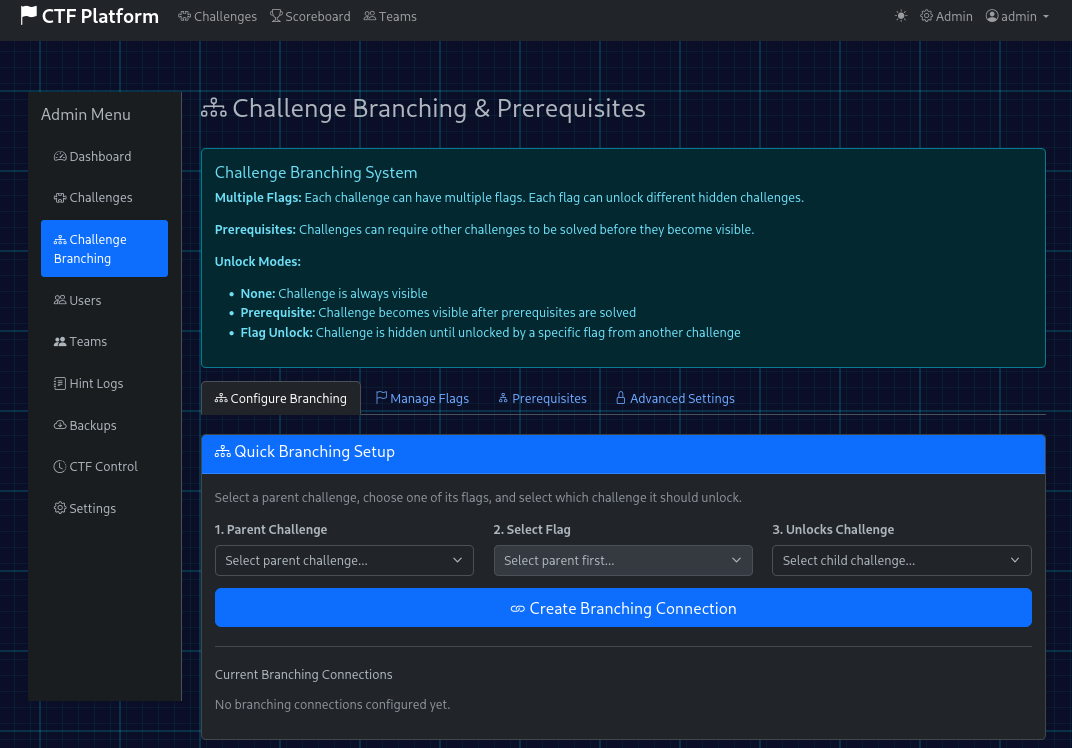 CTF Platform Challenges Scoreboard Teams Admin admin
Admin Menu
Dashboard
Challenges
Challenge
Branching
Users
Teams
Hint Logs
Backups
CTF Control
Settings
Challenge Branching & Prerequisites
Challenge Branching System
Multiple Flags: Each challenge can have multiple flags. Each flag can unlock different hidden challenges.
Prerequisites: Challenges can require other challenges to be solved before they become visible.
Unlock Modes:
• None: Challenge is always visible
• Prerequisite: Challenge becomes visible after prerequisites are solved
• Flag Unlock: Challenge is hidden until unlocked by a specific flag from another challenge
Configure Branching Manage Flags Prerequisites Advanced Settings
Quick Branching Setup
Select a parent challenge, choose one of its flags, and select which challenge it should unlock.
1. Parent Challenge 2. Select Flag 3. Unlocks Challenge
Select parent challenge... Select parent first... Select child challenge...
Create Branching Connection
Current Branching Connections
No branching connections configured yet.